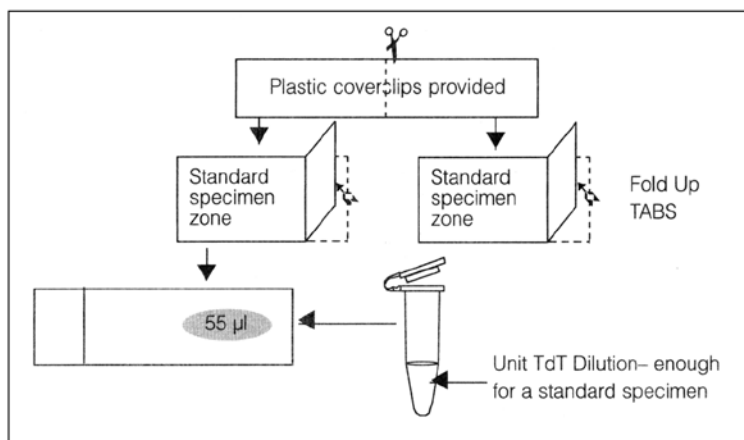 Plastic coverclips provided
Standard
specimen
zone
Standard
specimen
zone
Fold Up
TABS
55 µl
Unit TdT Dilution– enough
for a standard specimen